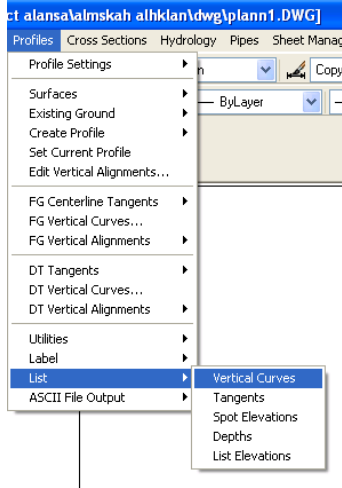 ct alansa\almskah alhklan\dwg\plann1.DWG]
Profiles Cross Sections Hydrology Pipes Sheet Manag
Profile Settings
n
Copy
Surfaces
ByLayer
Existing Ground
Create Profile
Set Current Profile
Edit Vertical Alignments...
FG Centerline Tangents
FG Vertical Curves...
FG Vertical Alignments
DT Tangents
DT Vertical Curves...
DT Vertical Alignments
Utilities
Label
List
Vertical Curves
ASCII File Output
Tangents
Spot Elevations
Depths
List Elevations